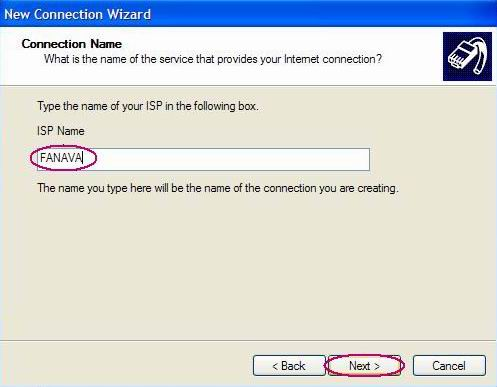 New Connection Wizard
Connection Name
What is the name of the service that provides your Internet connection?
Type the name of your ISP in the following box.
ISP Name
FANAVA
The name you type here will be the name of the connection you are creating.
< Back
Next >
Cancel